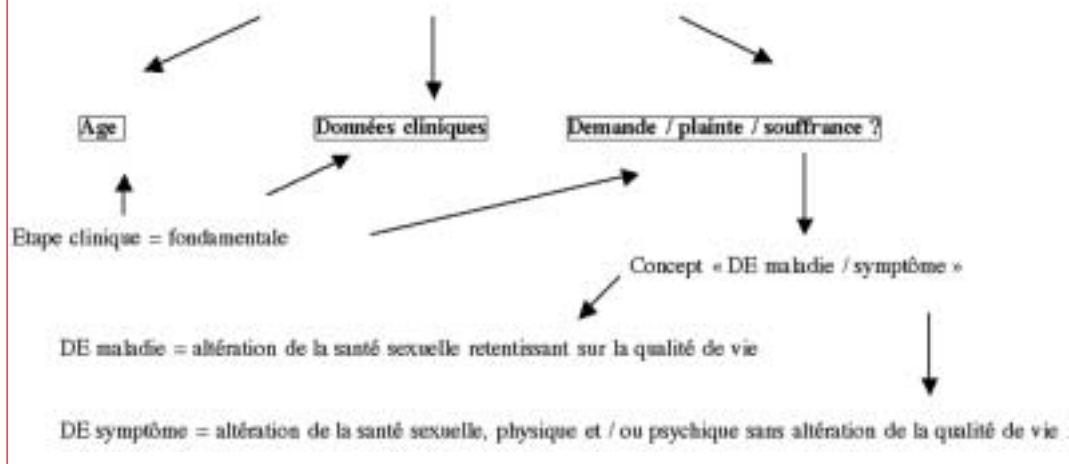 Age
Données cliniques
Demande / plainte / souffrance ?
Etape clinique = fondamentale
Concept « DE maladie / symptôme »
DE maladie = altération de la santé sexuelle retentissant sur la qualité de vie
DE symptôme = altération de la santé sexuelle, physique et / ou psychique sans altération de la qualité de vie